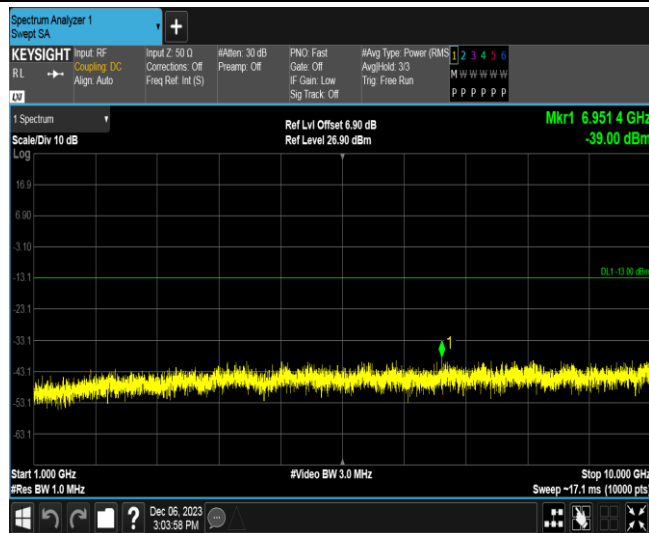 Spectrum Analyzer 1
Swept SA
+
KEYSIGHT
RL
Input: RF
Coupling: DC
Align: Auto
Input Z: 50 Ω
Corrections: Off
Freq Ref: Int (S)
#Atten: 30 dB
Preamp: Off
PNO: Fast
Gate: Off
IF Gain: Low
Sig Track: Off
#Avg Type: Power (RMS
Avg|Hold: 3/3
Trig: Free Run
1 2 3 4 5 6
M W W W W W
P P P P P P
1 Spectrum
Scale/Div 10 dB
Log
Ref Lvl Offset 6.90 dB
Ref Level 26.90 dBm
Mkr1 6.951 4 GHz
-39.00 dBm
16.9
6.90
-3.10
-13.1
-23.1
-33.1
-43.1
-53.1
-63.1
DL1 -13.00 dBm
1
Start 1.000 GHz
#Res BW 1.0 MHz
#Video BW 3.0 MHz
Stop 10.000 GHz
Sweep ~17.1 ms (10000 pts)
?
Dec 06, 2023
3:03:58 PM